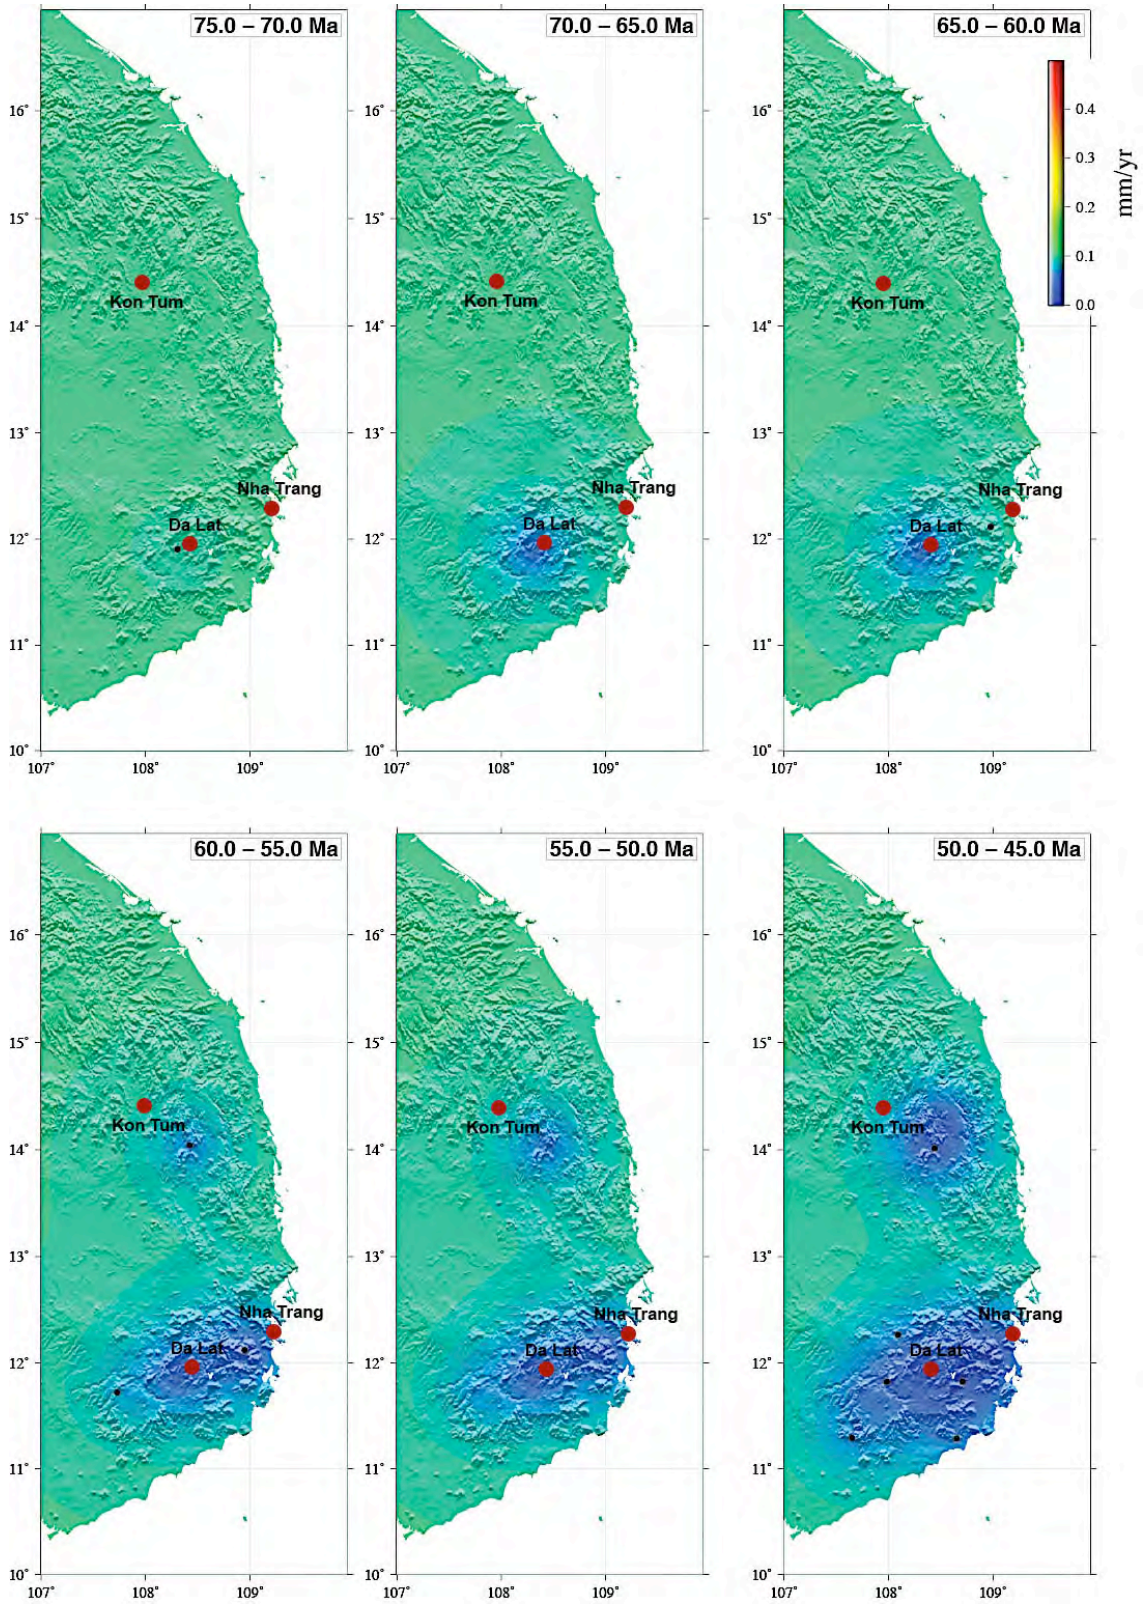 75.0 – 70.0 Ma
70.0 – 65.0 Ma
65.0 – 60.0 Ma
16°
15°
14°
13°
12°
11°
10°
107°
108°
109°
Kon Tum
Nha Trang
Da Lat
16°
15°
14°
13°
12°
11°
10°
107°
108°
109°
Kon Tum
Nha Trang
Da Lat
16°
15°
14°
13°
12°
11°
10°
107°
108°
109°
Kon Tum
Nha Trang
Da Lat
0.4
0.3
0.2
0.1
0.0
mm/yr
60.0 – 55.0 Ma
55.0 – 50.0 Ma
50.0 – 45.0 Ma
16°
15°
14°
13°
12°
11°
10°
107°
108°
109°
Kon Tum
Nha Trang
Da Lat
16°
15°
14°
13°
12°
11°
10°
107°
108°
109°
Kon Tum
Nha Trang
Da Lat
16°
15°
14°
13°
12°
11°
10°
107°
108°
109°
Kon Tum
Nha Trang
Da Lat